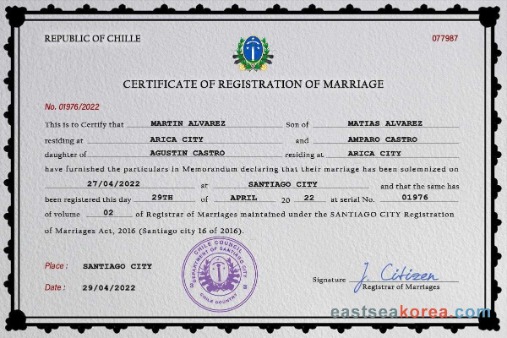 REPUBLIC OF CHILLE
077987
CERTIFICATE OF REGISTRATION OF MARRIAGE
No. 01976/2022
This is to Certify that MARTIN ALVAREZ Son of MATIAS ALVAREZ
residing at ARICA CITY and AMPARO CASTRO
daughter of AGUSTIN CASTRO residing at ARICA CITY
have furnished the particulars in Memorandum declaring that their marriage has been solemnized on
27/04/2022 at SANTIAGO CITY and that the same has
been registered this day 29TH of APRIL 20 22 at serial No. 01976
of volume 02 of Registrar of Marriages maintained under the SANTIAGO CITY Registration
of Marriages Act, 2016 (Santiago city 16 of 2016).
CHILE COUNCIL
DEPARTMENT OF SANTIAGO CITY
CHILE COUNTRY
Place : SANTIAGO CITY
Signature J. Citizen
Registrar of Marriages
Date : 29/04/2022
eastseakorea.com